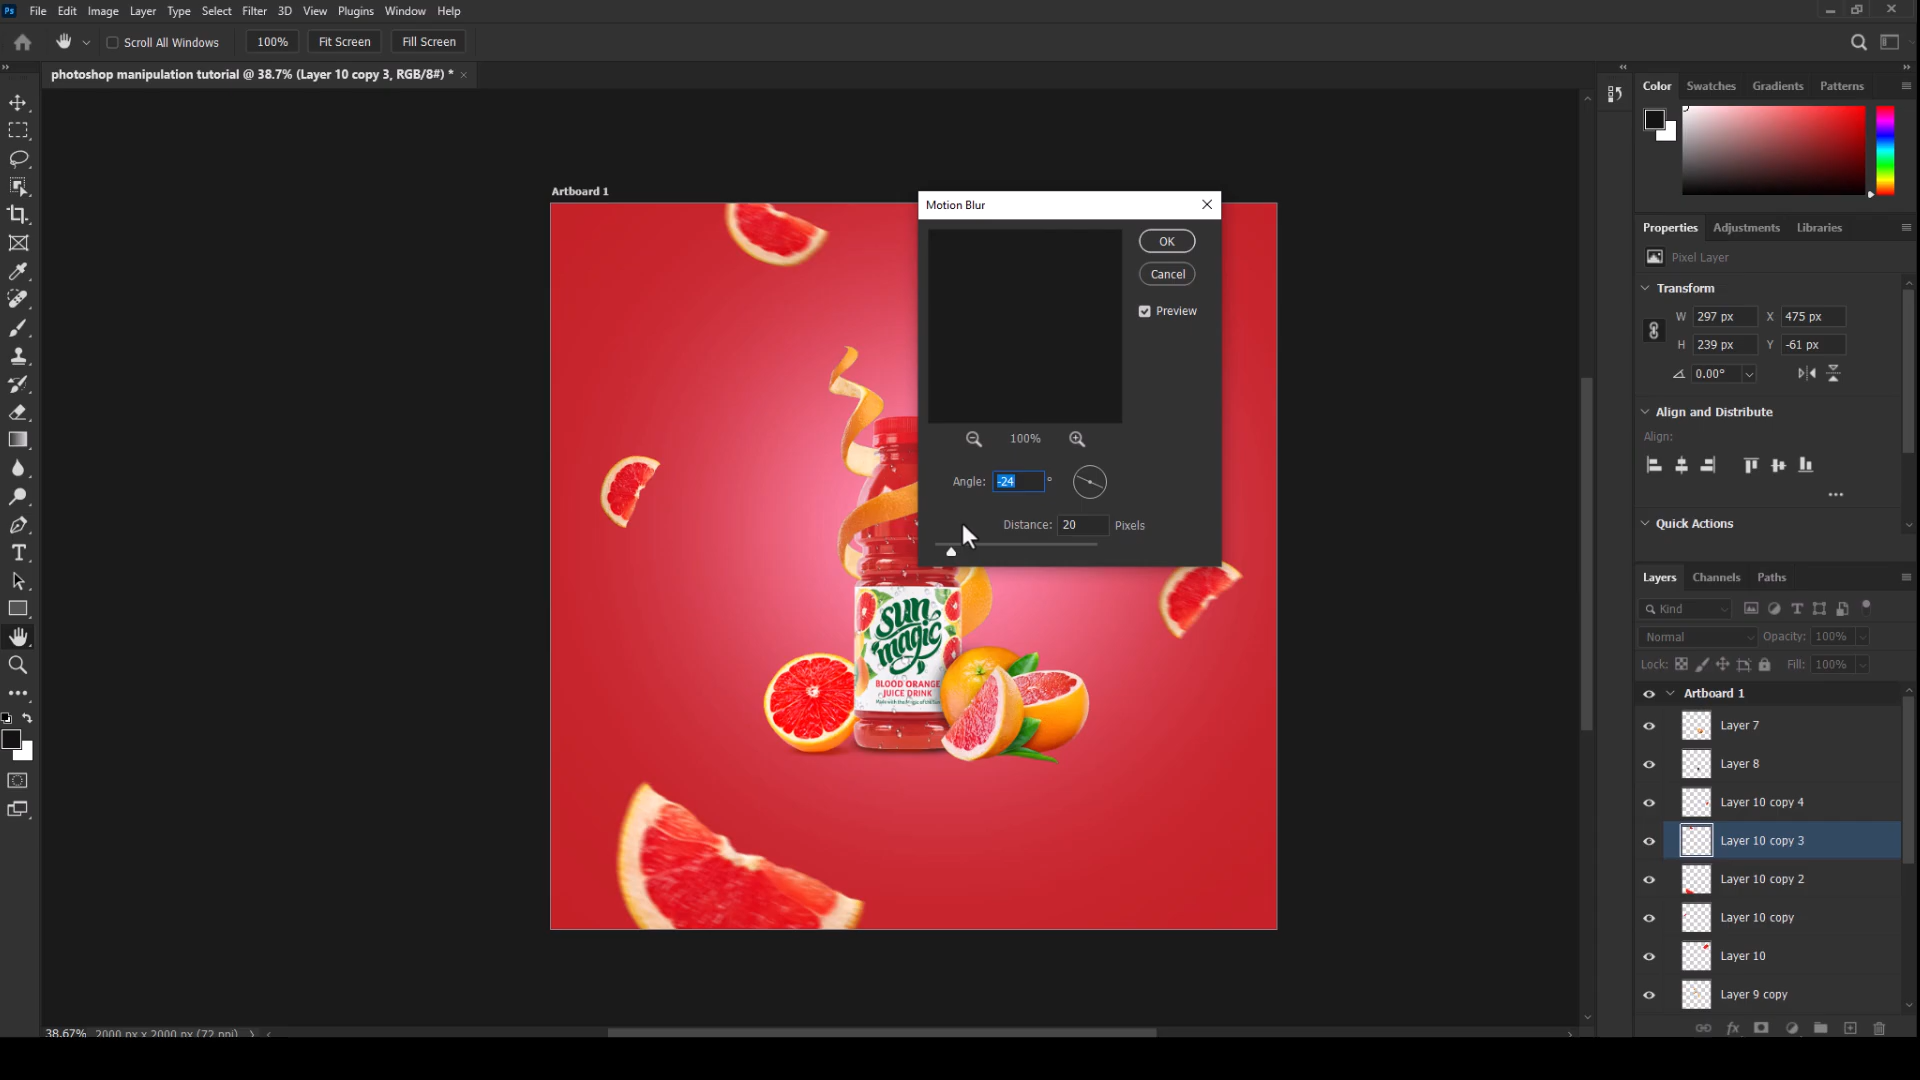 Ps File Edit Image Layer Type Select Filter 3D View Plugins Window Help
Scroll All Windows 100% Fit Screen Fill Screen
photoshop manipulation tutorial @ 38.7% (Layer 10 copy 3, RGB/8#) * ×
Color Swatches Gradients Patterns
Artboard 1
Motion Blur
OK
Cancel
Preview
100%
Angle: -24 °
Distance: 20 Pixels
sun
magic
BLOOD ORANGE
JUICE DRINK
Properties Adjustments Libraries
Pixel Layer
Transform
W 297 px X 475 px
H 239 px Y -61 px
0.00°
Align and Distribute
Align:
Quick Actions
Layers Channels Paths
Kind
Normal Opacity: 100%
Lock: Fill: 100%
Artboard 1
Layer 7
Layer 8
Layer 10 copy 4
Layer 10 copy 3
Layer 10 copy 2
Layer 10 copy
Layer 10
Layer 9 copy
fx
38.67% 2000 px x 2000 px (72 ppi)